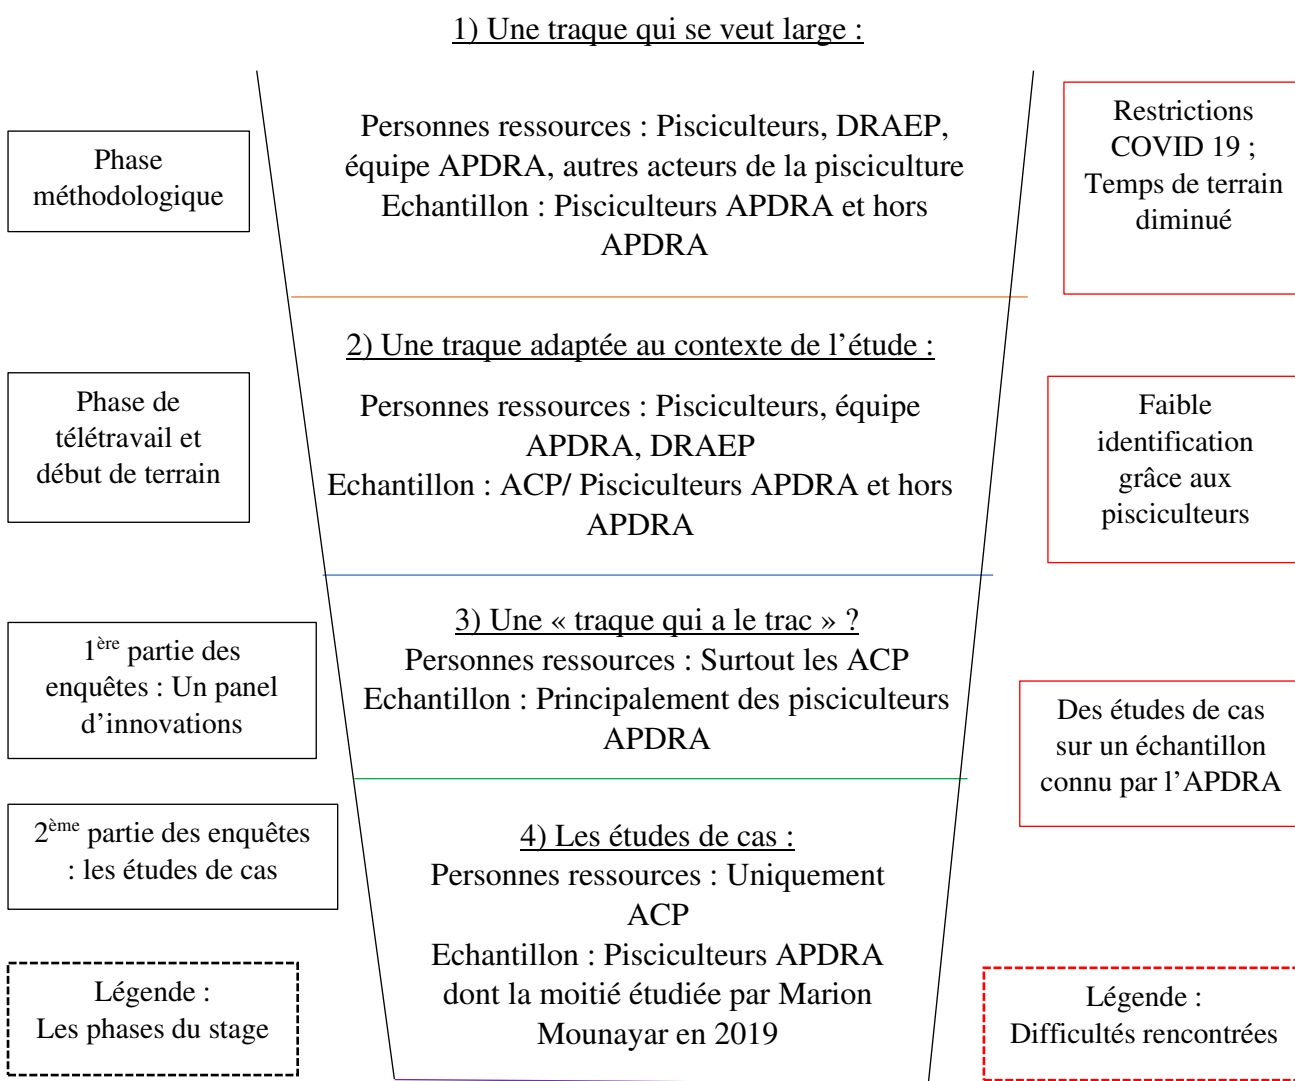 1) Une traque qui se veut large :
Phase
méthodologique
Personnes ressources : Pisciculteurs, DRAEP,
équipe APDRA, autres acteurs de la pisciculture
Echantillon : Pisciculteurs APDRA et hors
APDRA
Restrictions
COVID 19 ;
Temps de terrain
diminué
2) Une traque adaptée au contexte de l’étude :
Phase de
télétravail et
début de terrain
Personnes ressources : Pisciculteurs, équipe
APDRA, DRAEP
Echantillon : ACP/ Pisciculteurs APDRA et hors
APDRA
Faible
identification
grâce aux
pisciculteurs
3) Une « traque qui a le trac » ?
1ère partie des
enquêtes : Un panel
d’innovations
Personnes ressources : Surtout les ACP
Echantillon : Principalement des pisciculteurs
APDRA
Des études de cas
sur un échantillon
connu par l’APDRA
2ème partie des enquêtes
: les études de cas
4) Les études de cas :
Personnes ressources : Uniquement
ACP
Echantillon : Pisciculteurs APDRA
dont la moitié étudiée par Marion
Mounayar en 2019
Légende :
Les phases du stage
Légende :
Difficultés rencontrées